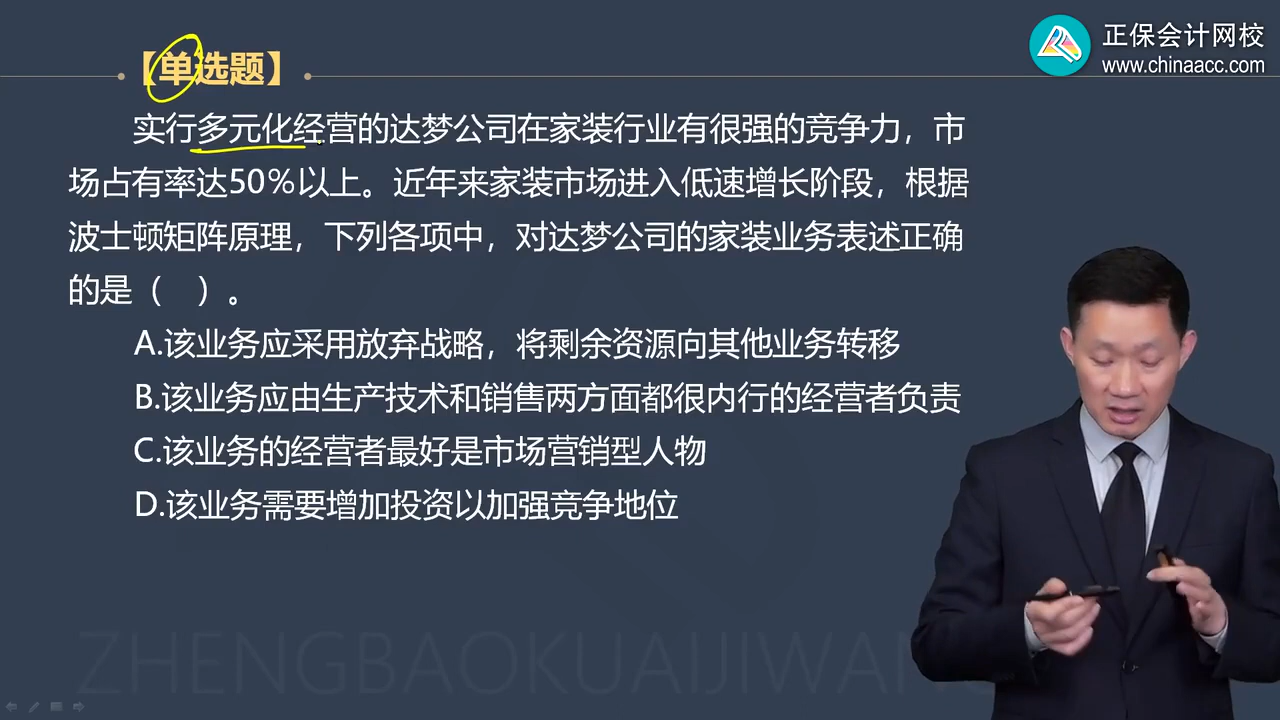 正保会计网校
www.chinaacc.com
【单选题】
实行多元化经营的达梦公司在家装行业有很强的竞争力，市
场占有率达50%以上。近年来家装市场进入低速增长阶段，根据
波士顿矩阵原理，下列各项中，对达梦公司的家装业务表述正确
的是（　）。
A.该业务应采用放弃战略，将剩余资源向其他业务转移
B.该业务应由生产技术和销售两方面都很内行的经营者负责
C.该业务的经营者最好是市场营销型人物
D.该业务需要增加投资以加强竞争地位
ZHENGBAOKUAIJIWANG